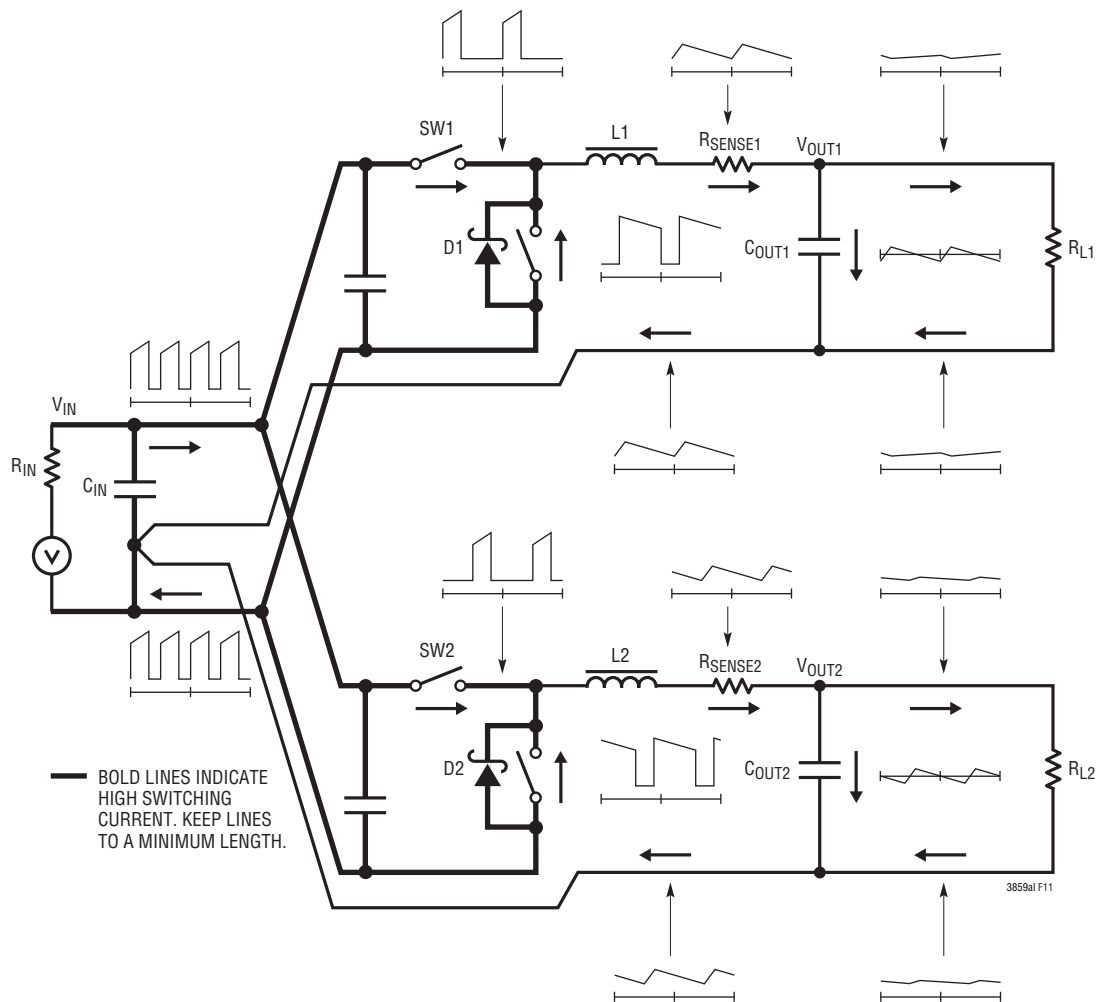 SW1
L1
RSENSE1
VOUT1
D1
COUT1
RL1
VIN
RIN
CIN
V
SW2
L2
RSENSE2
VOUT2
D2
COUT2
RL2
BOLD LINES INDICATE
HIGH SWITCHING
CURRENT. KEEP LINES
TO A MINIMUM LENGTH.
3859al F11